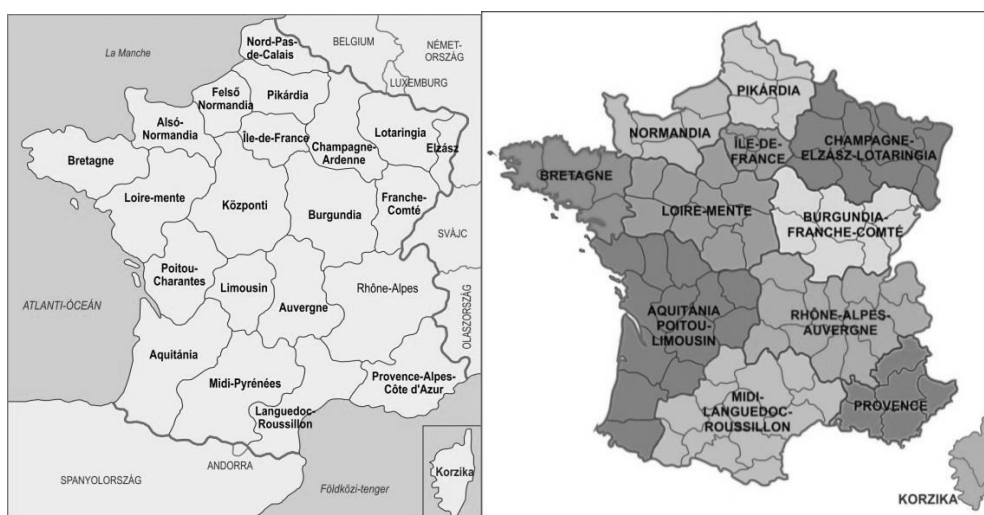 La Manche
BELGIUM
NÉMET-
ORSZÁG
LUXEMBURG
Nord-Pas-
de-Calais
Felső
Normandia
Pikárdia
Alsó-
Normandia
Île-de-France
Champagne-
Ardenne
Lotaringia
Elzász
Bretagne
Loire-mente
Központi
Burgundia
Franche-
Comté
SVÁJC
Poitou-
Charantes
Limousin
Auvergne
Rhône-Alpes
ATLANTI-ÓCEÁN
OLASZORSZÁG
Aquitánia
Midi-Pyrénées
Provence-Alpes-
Côte d'Azur
Languedoc-
Roussillon
ANDORRA
SPANYOLORSZÁG
Földközi-tenger
Korzika
PIKÁRDIA
NORMANDIA
ÎLE-DE-
FRANCE
CHAMPAGNE-
ELZÁSZ-LOTARINGIA
BRETAGNE
LOIRE-MENTE
BURGUNDIA-
FRANCHE-COMTÉ
AQUITÁNIA
POITOU-
LIMOUSIN
RHÔNE-ALPES-
AUVERGNE
MIDI-
LANGUEDOC-
ROUSSILLON
PROVENCE
KORZIKA